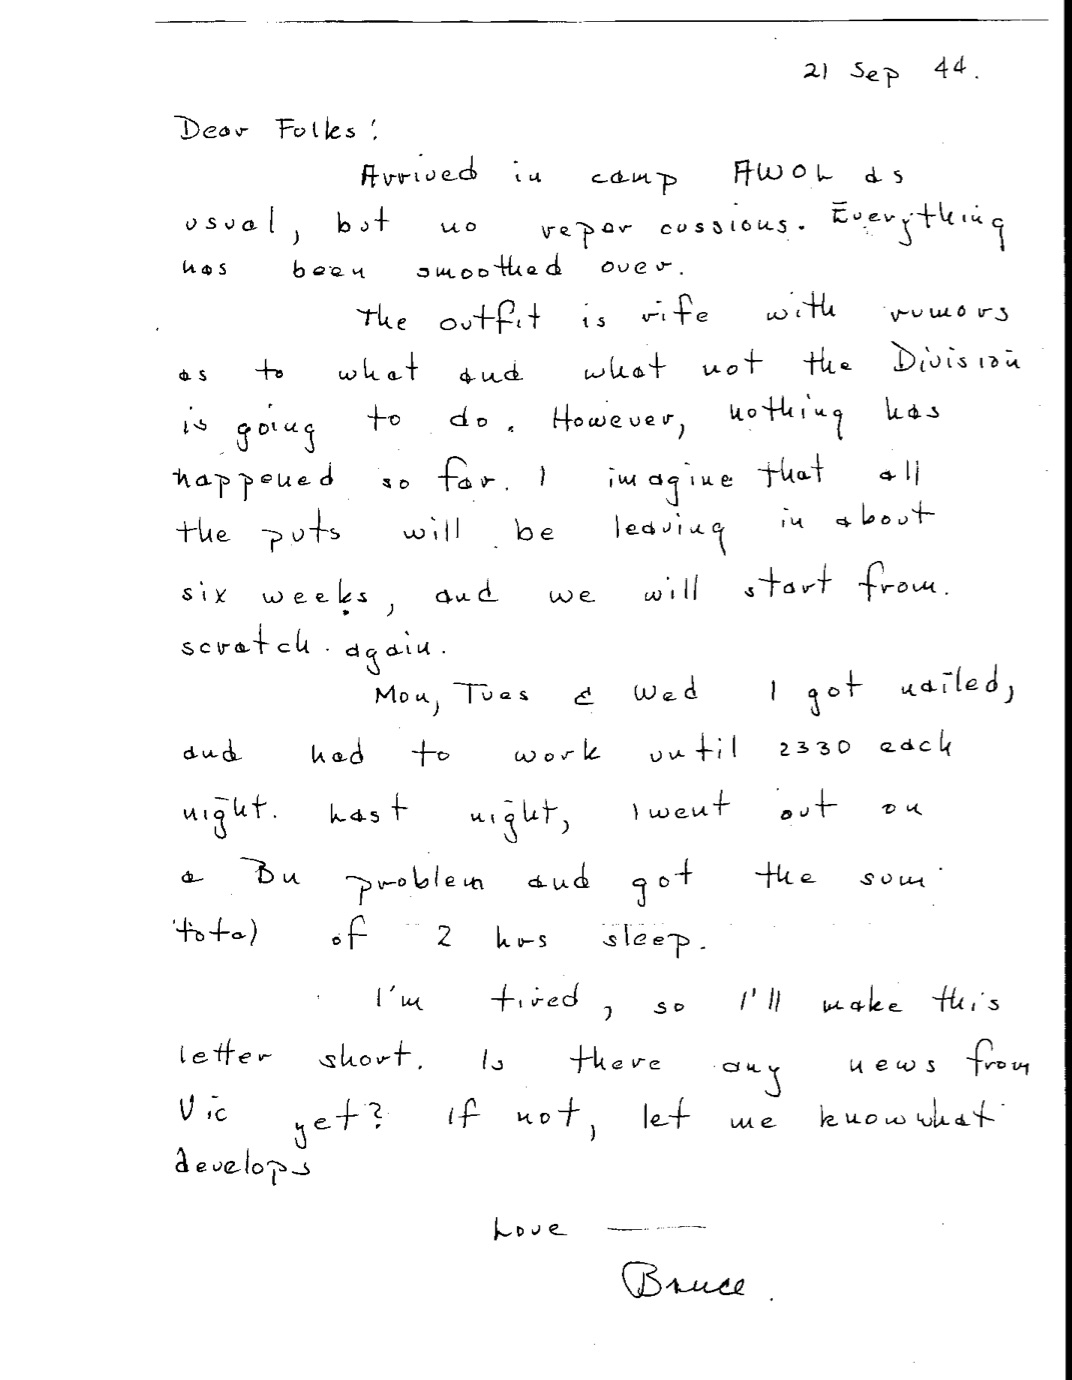 21 Sep 44.
Dear Folks:
Arrived in camp AWOL as
usual, but no reparcussions. Everything
has been smoothed over.
The outfit is rife with rumors
as to what and what not the Division
is going to do. However, nothing has
happened so far. I imagine that all
the pvts will be leaving in about
six weeks, and we will start from
scratch again.
Mon, Tues & Wed I got nailed,
and had to work until 2330 each
night. Last night, I went out on
a Bn problem and got the sum
total of 2 hrs sleep.
I'm tired, so I'll make this
letter short. Is there any news from
Vic yet? If not, let me know what
develops
Love —
Bruce.